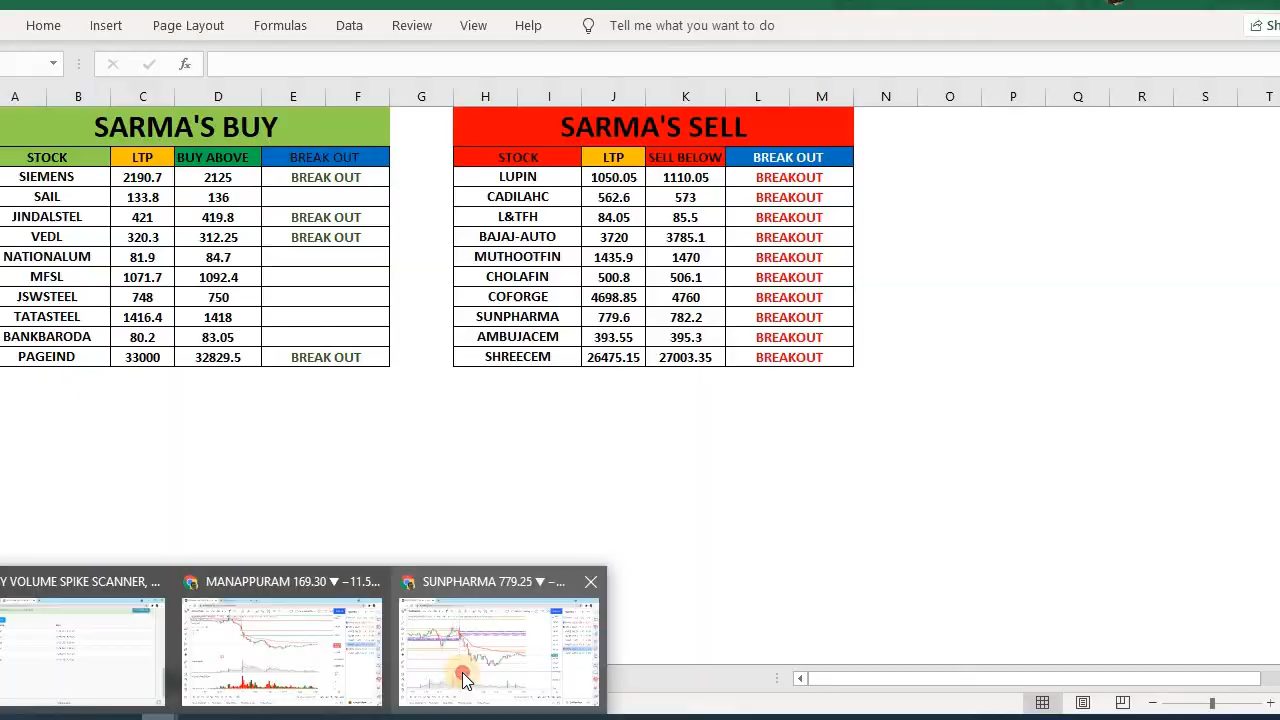 Home Insert Page Layout Formulas Data Review View Help Tell me what you want to do Sh
fx
A B C D E F G H I J K L M N O P Q R S T
SARMA'S BUY SARMA'S SELL
STOCK LTP BUY ABOVE BREAK OUT STOCK LTP SELL BELOW BREAK OUT
SIEMENS 2190.7 2125 BREAK OUT LUPIN 1050.05 1110.05 BREAKOUT
SAIL 133.8 136 CADILAHC 562.6 573 BREAKOUT
JINDALSTEL 421 419.8 BREAK OUT L&TFH 84.05 85.5 BREAKOUT
VEDL 320.3 312.25 BREAK OUT BAJAJ-AUTO 3720 3785.1 BREAKOUT
NATIONALUM 81.9 84.7 MUTHOOTFIN 1435.9 1470 BREAKOUT
MFSL 1071.7 1092.4 CHOLAFIN 500.8 506.1 BREAKOUT
JSWSTEEL 748 750 COFORGE 4698.85 4760 BREAKOUT
TATASTEEL 1416.4 1418 SUNPHARMA 779.6 782.2 BREAKOUT
BANKBARODA 80.2 83.05 AMBUJACEM 393.55 395.3 BREAKOUT
PAGEIND 33000 32829.5 BREAK OUT SHREECEM 26475.15 27003.35 BREAKOUT
Y VOLUME SPIKE SCANNER, ... MANAPPURAM 169.30 ▼ −11.5... SUNPHARMA 779.25 ▼ −...